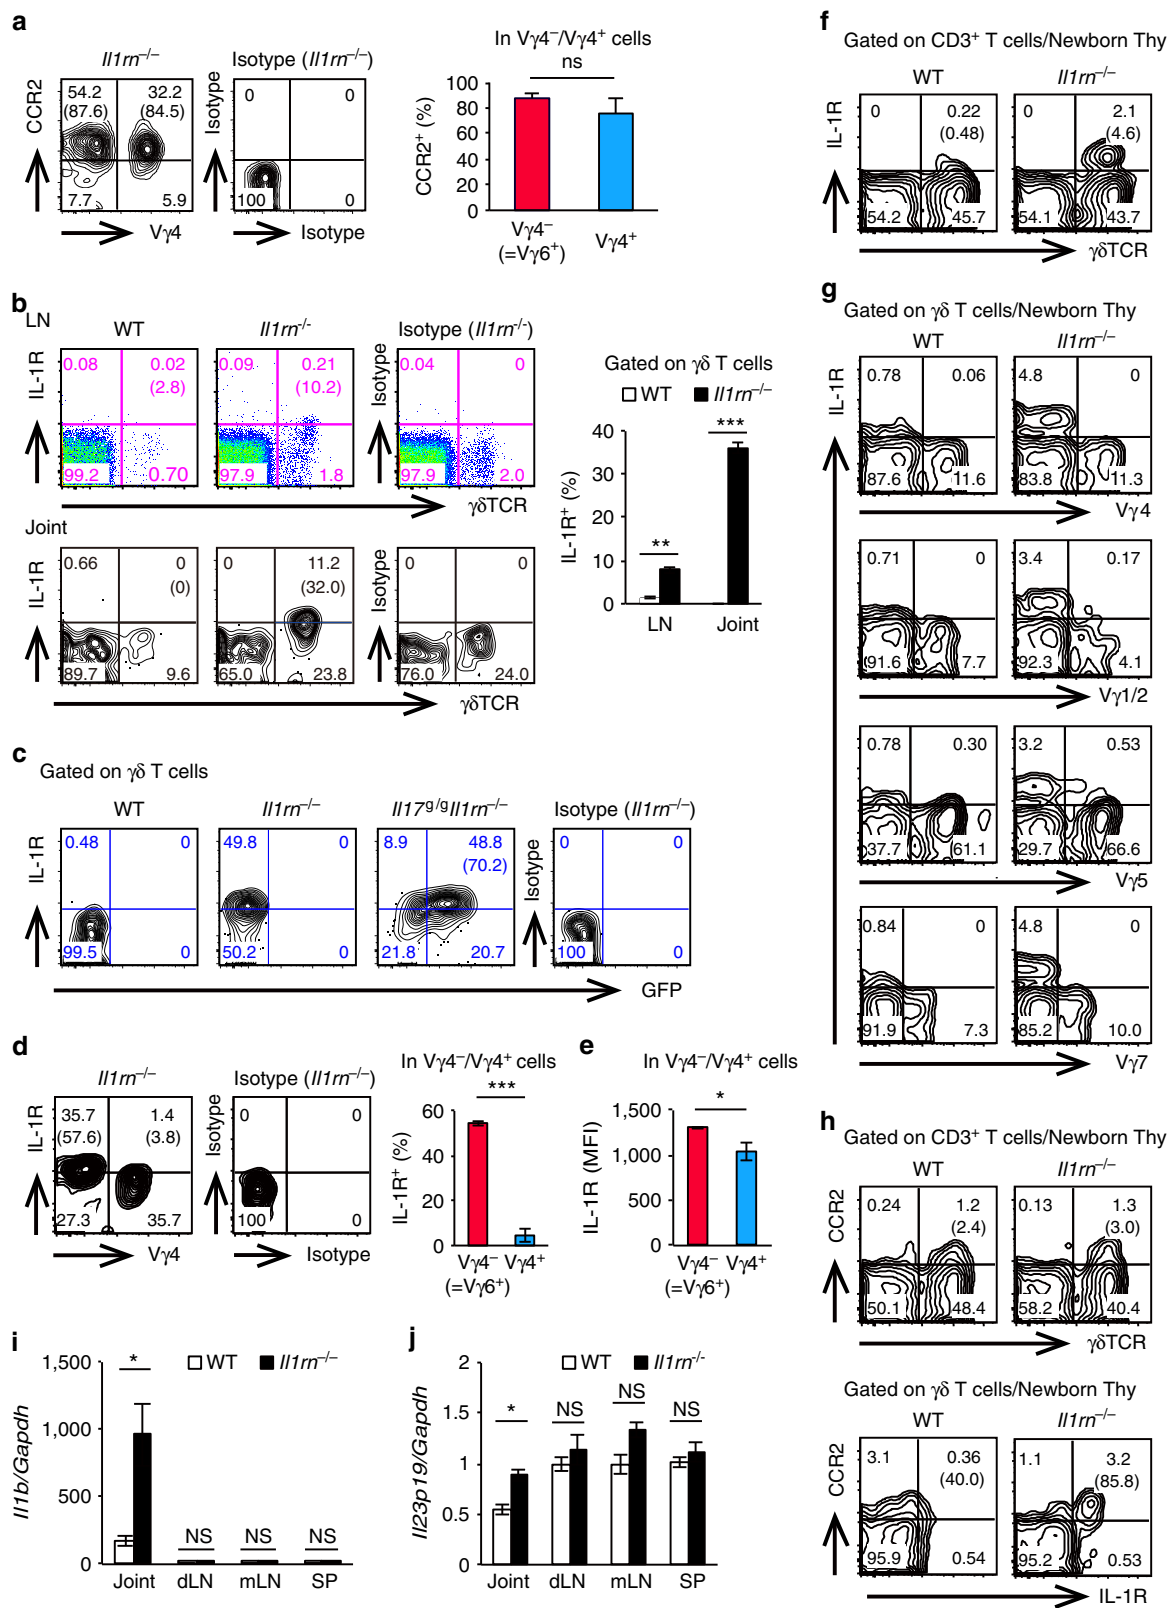 a
Il1rn–/–
Isotype (Il1rn–/–)
In Vγ4–/Vγ4+ cells
ns
CCR2
54.2
(87.6)
32.2
(84.5)
7.7
5.9
Vγ4
Isotype
0
0
100
0
Isotype
CCR2+ (%)
100
80
60
40
20
0
Vγ4–
(=Vγ6+)
Vγ4+
b
LN
WT
Il1rn-/-
Isotype (Il1rn-/-)
IL-1R
0.08
0.02
(2.8)
99.2
0.70
0.09
0.21
(10.2)
97.9
1.8
Isotype
0.04
0
97.9
2.0
γδTCR
Joint
IL-1R
0.66
0
(0)
89.7
9.6
0
11.2
(32.0)
65.0
23.8
Isotype
0
0
76.0
24.0
γδTCR
Gated on γδ T cells
WT
Il1rn–/–
IL-1R+ (%)
40
30
20
10
0
**
***
LN
Joint
c
Gated on γδ T cells
WT
Il1rn–/–
Il17g/gIl1rn–/–
Isotype (Il1rn–/–)
IL-1R
0.48
0
99.5
0
49.8
0
50.2
0
8.9
48.8
(70.2)
21.8
20.7
Isotype
0
0
100
0
GFP
d
Il1rn–/–
Isotype (Il1rn–/–)
In Vγ4–/Vγ4+ cells
IL-1R
35.7
(57.6)
1.4
(3.8)
27.3
35.7
Vγ4
Isotype
0
0
100
0
Isotype
IL-1R+ (%)
60
40
20
0
***
Vγ4–
(=Vγ6+)
Vγ4+
e
In Vγ4–/Vγ4+ cells
IL-1R (MFI)
1,500
1,000
500
0
*
Vγ4–
(=Vγ6+)
Vγ4+
f
Gated on CD3+ T cells/Newborn Thy
WT
Il1rn–/–
IL-1R
0
0.22
(0.48)
54.2
45.7
0
2.1
(4.6)
54.1
43.7
γδTCR
g
Gated on γδ T cells/Newborn Thy
WT
Il1rn–/–
IL-1R
0.78
0.06
87.6
11.6
4.8
0
83.8
11.3
Vγ4
0.71
0
91.6
7.7
3.4
0.17
92.3
4.1
Vγ1/2
0.78
0.30
37.7
61.1
3.2
0.53
29.7
66.6
Vγ5
0.84
0
91.9
7.3
4.8
0
85.2
10.0
Vγ7
h
Gated on CD3+ T cells/Newborn Thy
WT
Il1rn–/–
CCR2
0.24
1.2
(2.4)
50.1
48.4
0.13
1.3
(3.0)
58.2
40.4
γδTCR
Gated on γδ T cells/Newborn Thy
WT
Il1rn–/–
CCR2
3.1
0.36
(40.0)
95.9
0.54
1.1
3.2
(85.8)
95.2
0.53
IL-1R
i
WT
Il1rn–/–
Il1b/Gapdh
1,500
1,000
500
0
*
NS
NS
NS
Joint
dLN
mLN
SP
j
WT
Il1rn-/-
Il23p19/Gapdh
2
1.5
1
0.5
0
*
NS
NS
NS
Joint
dLN
mLN
SP